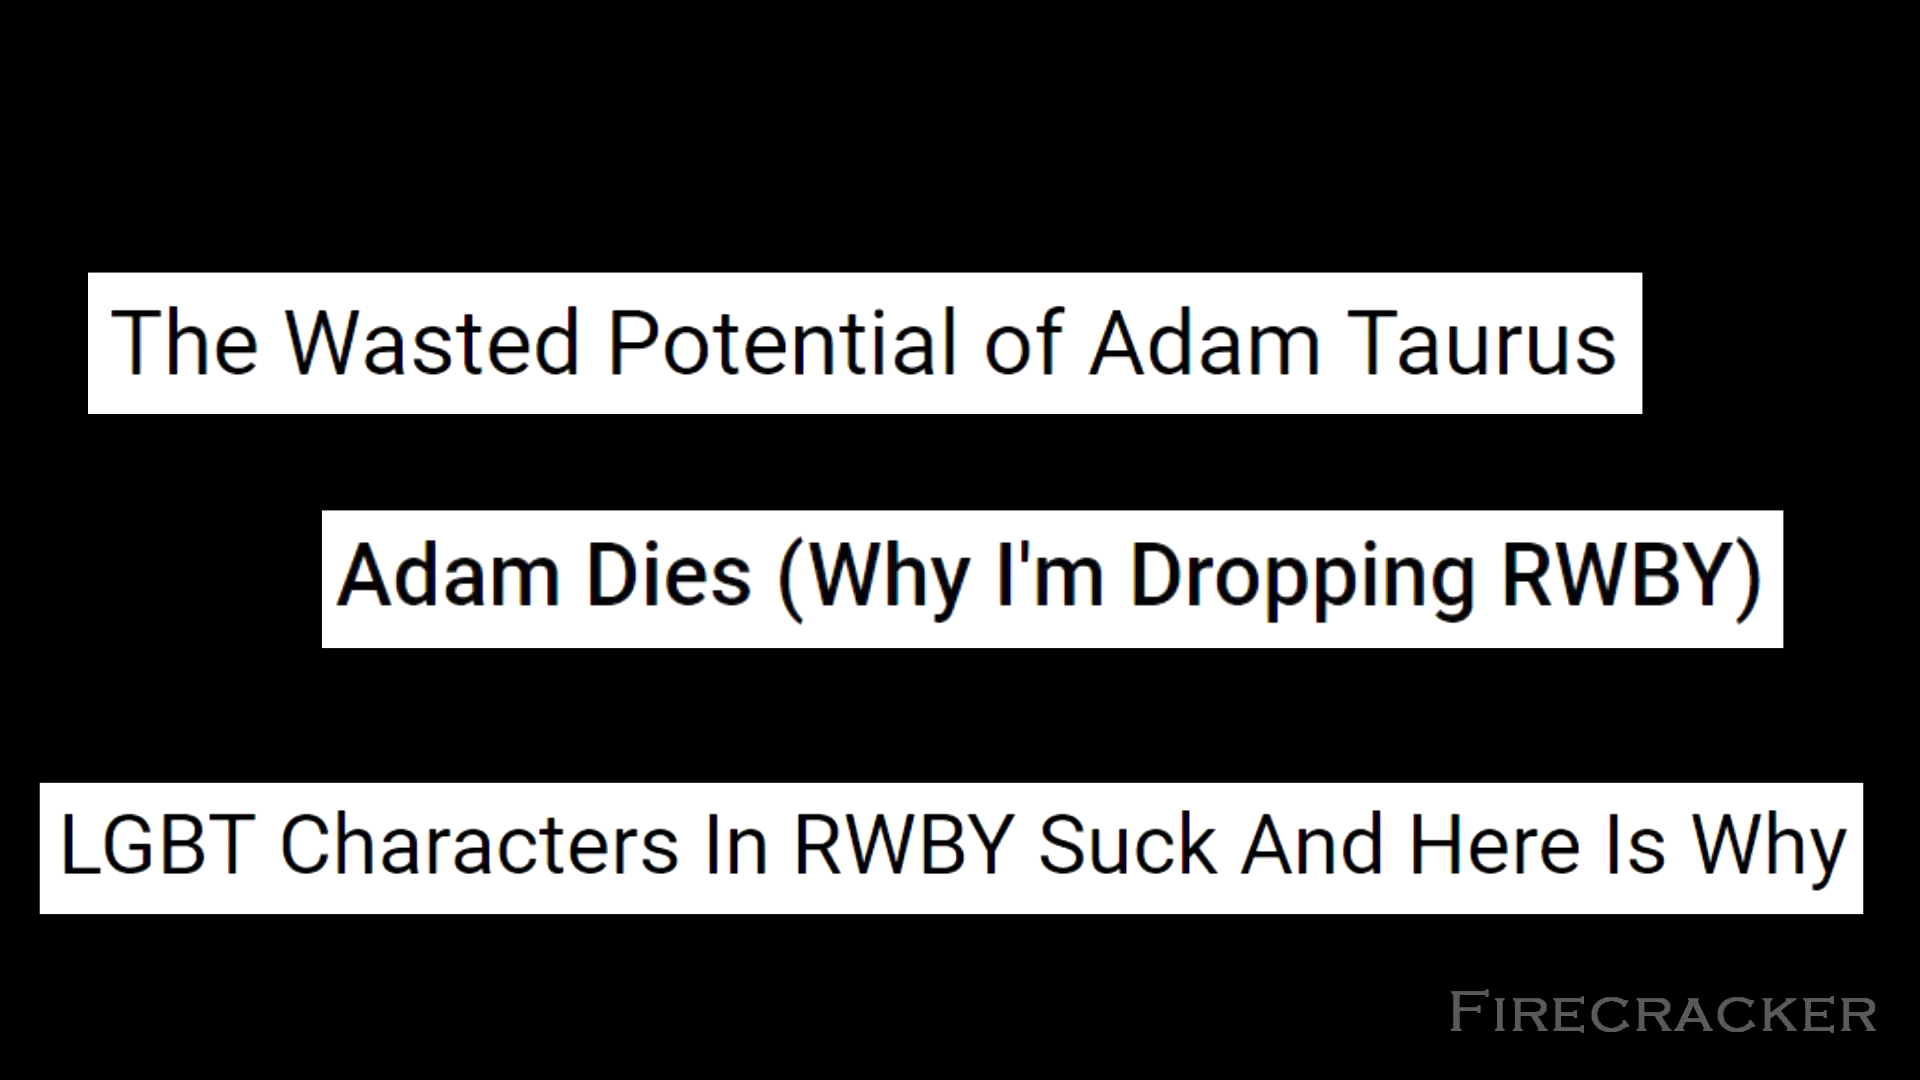 The Wasted Potential of Adam Taurus
Adam Dies (Why I'm Dropping RWBY)
LGBT Characters In RWBY Suck And Here Is Why
FIRECRACKER